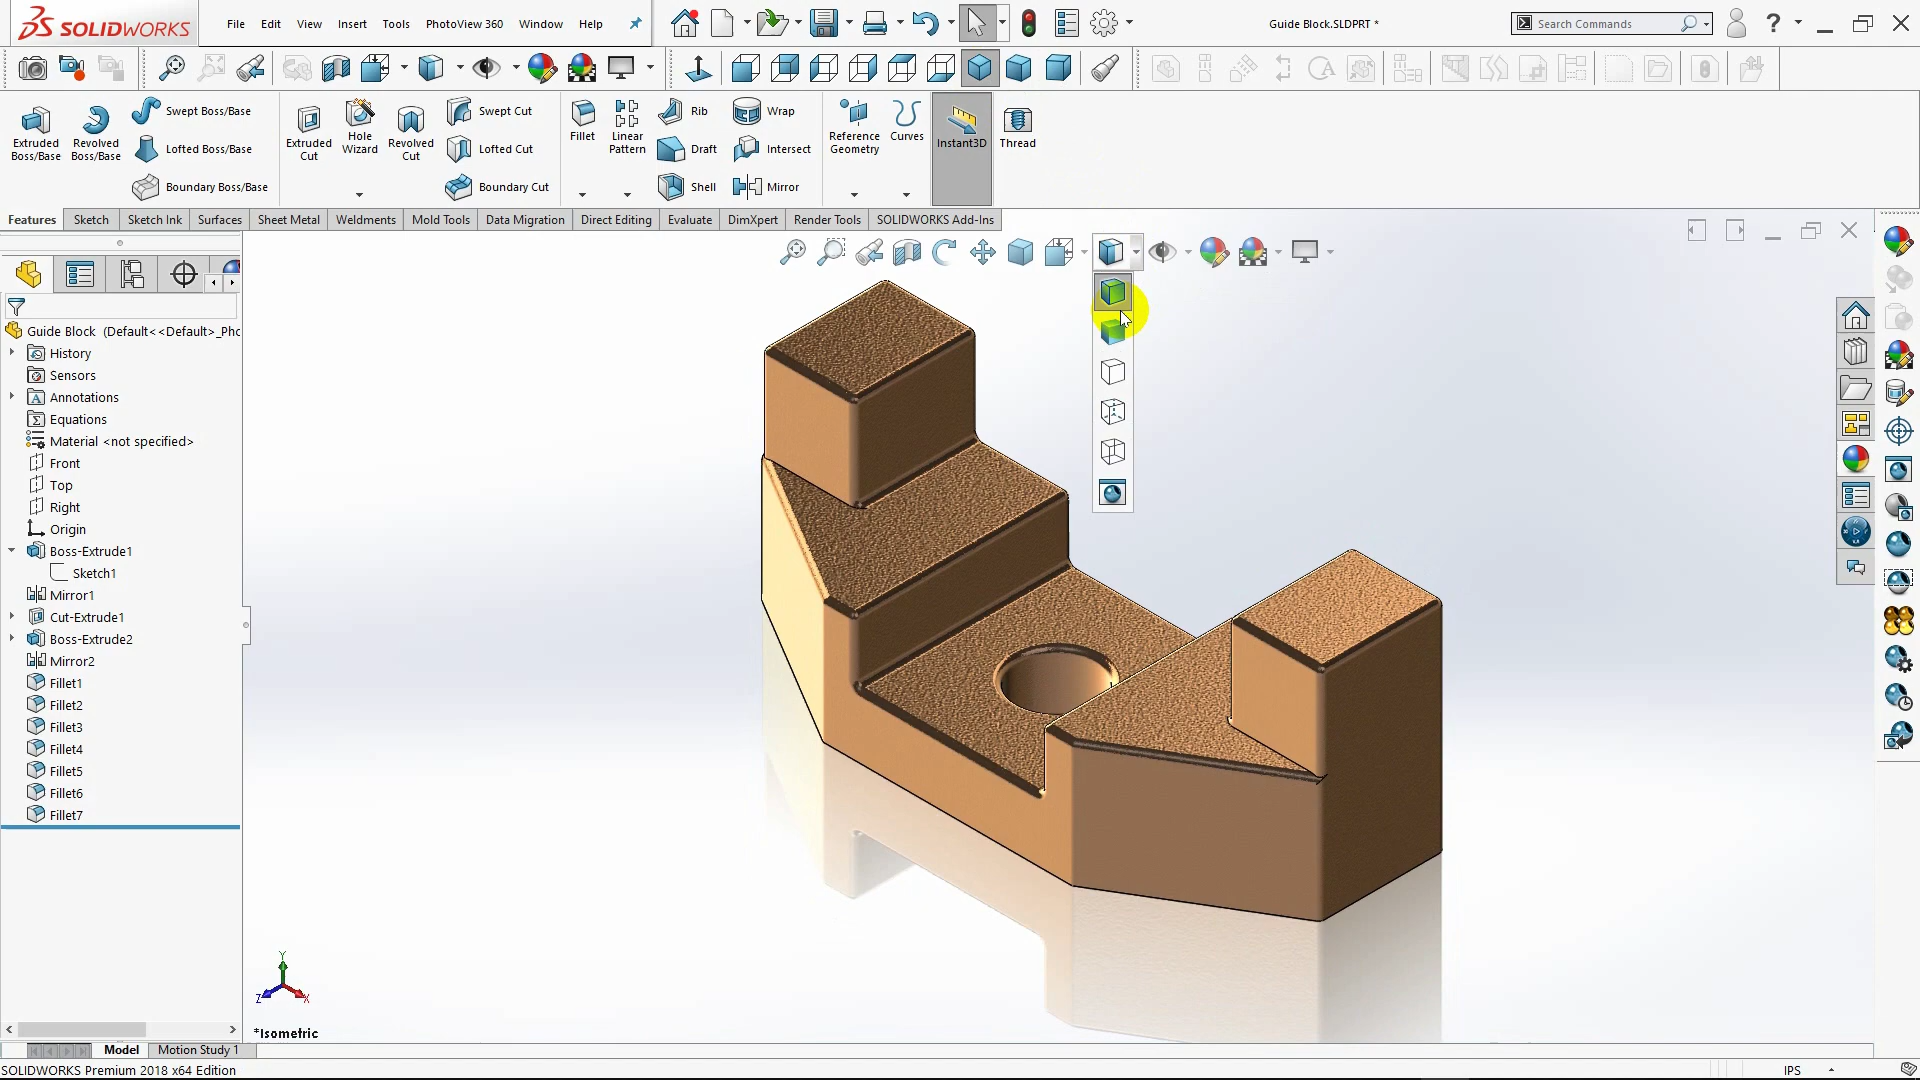 SOLIDWORKS
File Edit View Insert Tools PhotoView 360 Window Help
Guide Block.SLDPRT *
Search Commands
?
Extruded Boss/Base
Revolved Boss/Base
Swept Boss/Base
Lofted Boss/Base
Boundary Boss/Base
Extruded Cut
Hole Wizard
Revolved Cut
Swept Cut
Lofted Cut
Boundary Cut
Fillet
Linear Pattern
Rib
Draft
Shell
Wrap
Intersect
Mirror
Reference Geometry
Curves
Instant3D
Thread
Features Sketch Sketch Ink Surfaces Sheet Metal Weldments Mold Tools Data Migration Direct Editing Evaluate DimXpert Render Tools SOLIDWORKS Add-Ins
Guide Block (Default<<Default>_Phc
History
Sensors
Annotations
Equations
Material <not specified>
Front
Top
Right
Origin
Boss-Extrude1
Sketch1
Mirror1
Cut-Extrude1
Boss-Extrude2
Mirror2
Fillet1
Fillet2
Fillet3
Fillet4
Fillet5
Fillet6
Fillet7
Y
Z
X
*Isometric
Model Motion Study 1
SOLIDWORKS Premium 2018 x64 Edition
IPS